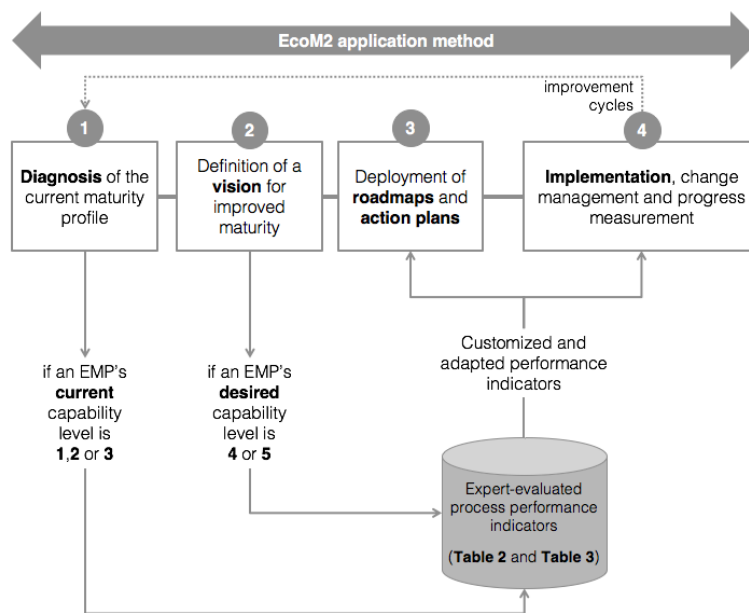 EcoM2 application method
improvement
cycles
1
Diagnosis of the
current maturity
profile
2
Definition of a
vision for
improved
maturity
3
Deployment of
roadmaps and
action plans
4
Implementation, change
management and progress
measurement
if an EMP's
current
capability
level is
1,2 or 3
if an EMP's
desired
capability
level is
4 or 5
Customized and
adapted performance
indicators
Expert-evaluated
process performance
indicators
(Table 2 and Table 3)